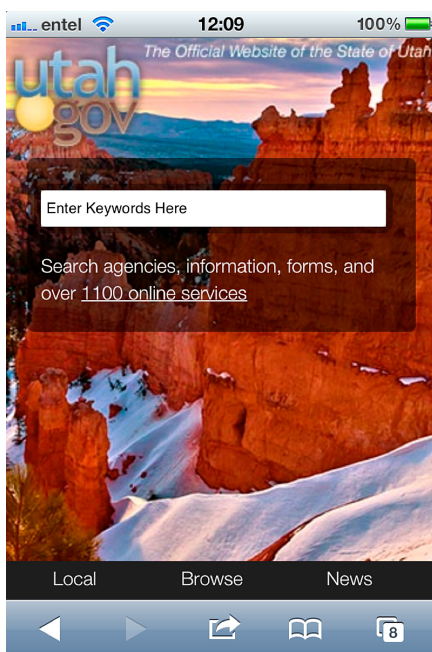 entel 12:09 100%
The Official Website of the State of Utah
utah
gov
Enter Keywords Here
Search agencies, information, forms, and
over 1100 online services
Local Browse News
8